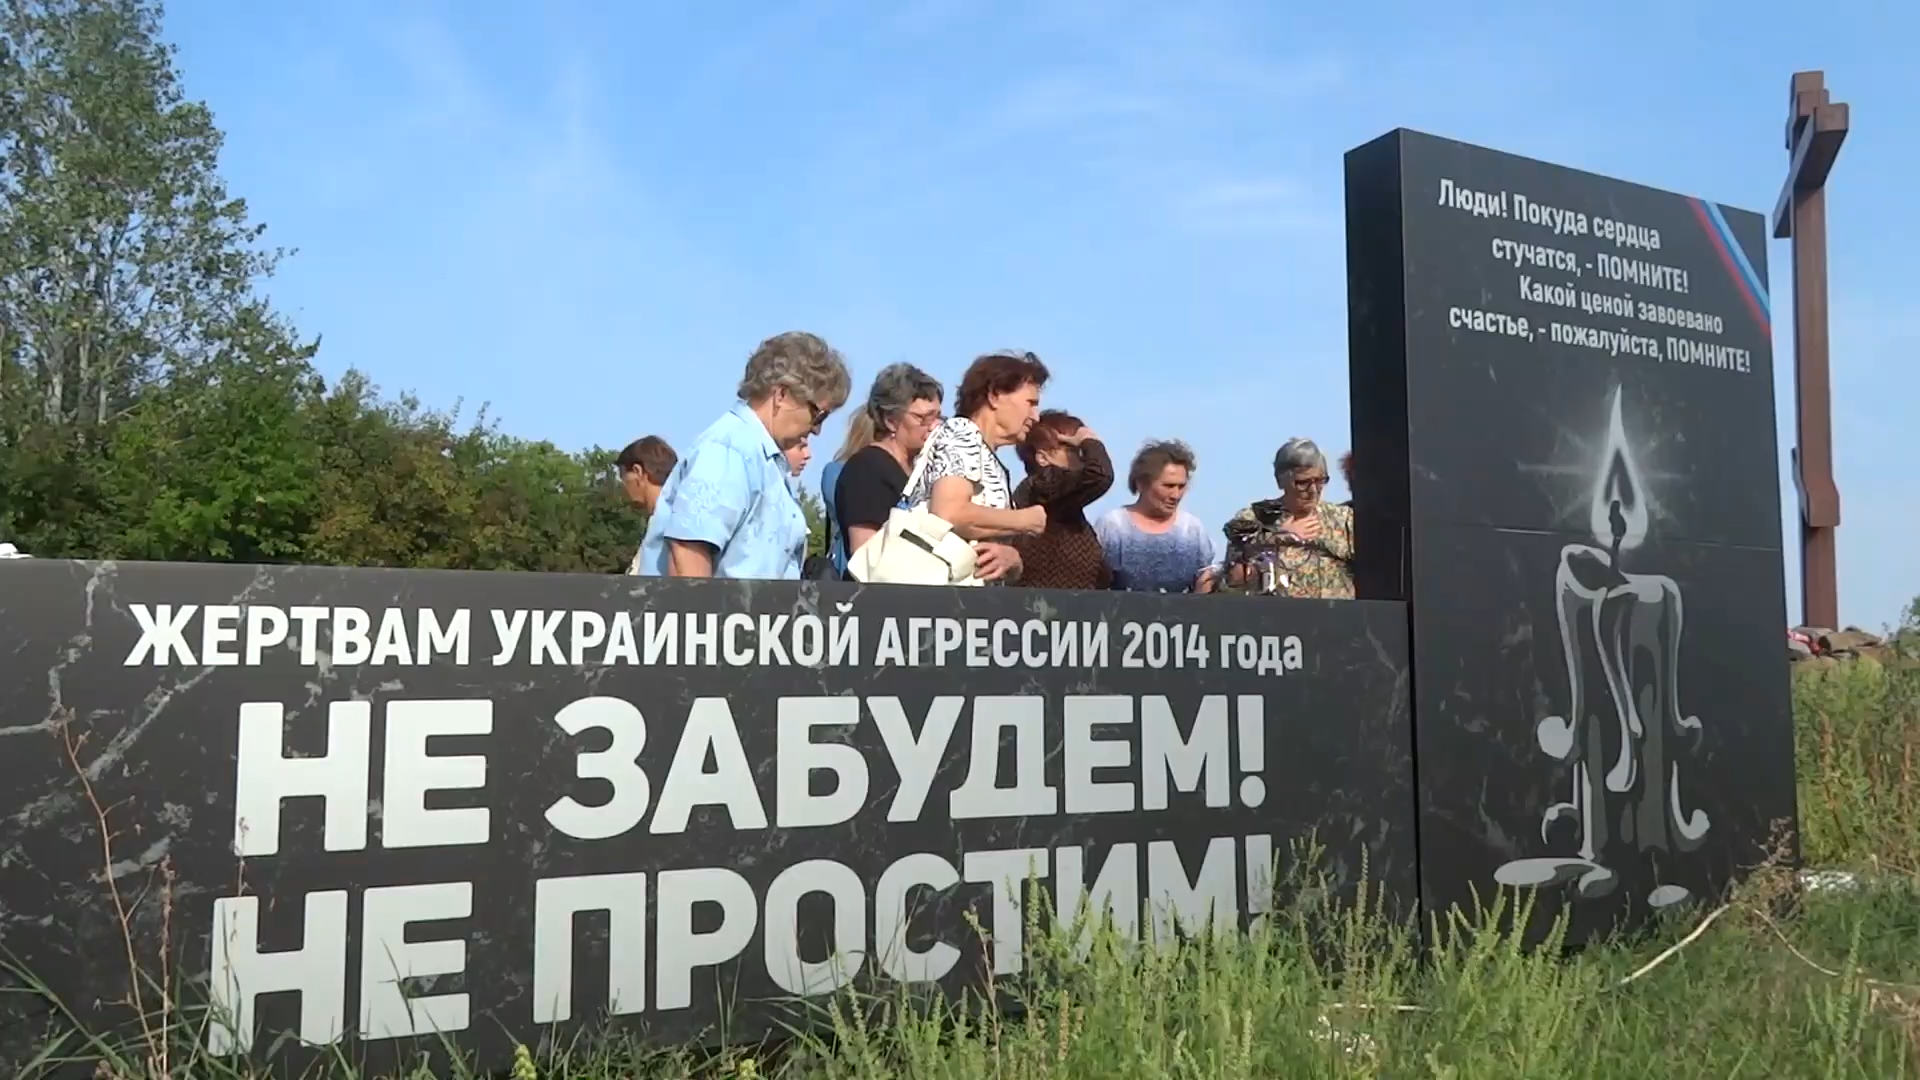 ЖЕРТВАМ УКРАИНСКОЙ АГРЕССИИ 2014 года
НЕ ЗАБУДЕМ!
НЕ ПРОСТИМ!
Люди! Покуда сердца
стучатся, - ПОМНИТЕ!
Какой ценой завоевано
счастье, - пожалуйста, ПОМНИТЕ!